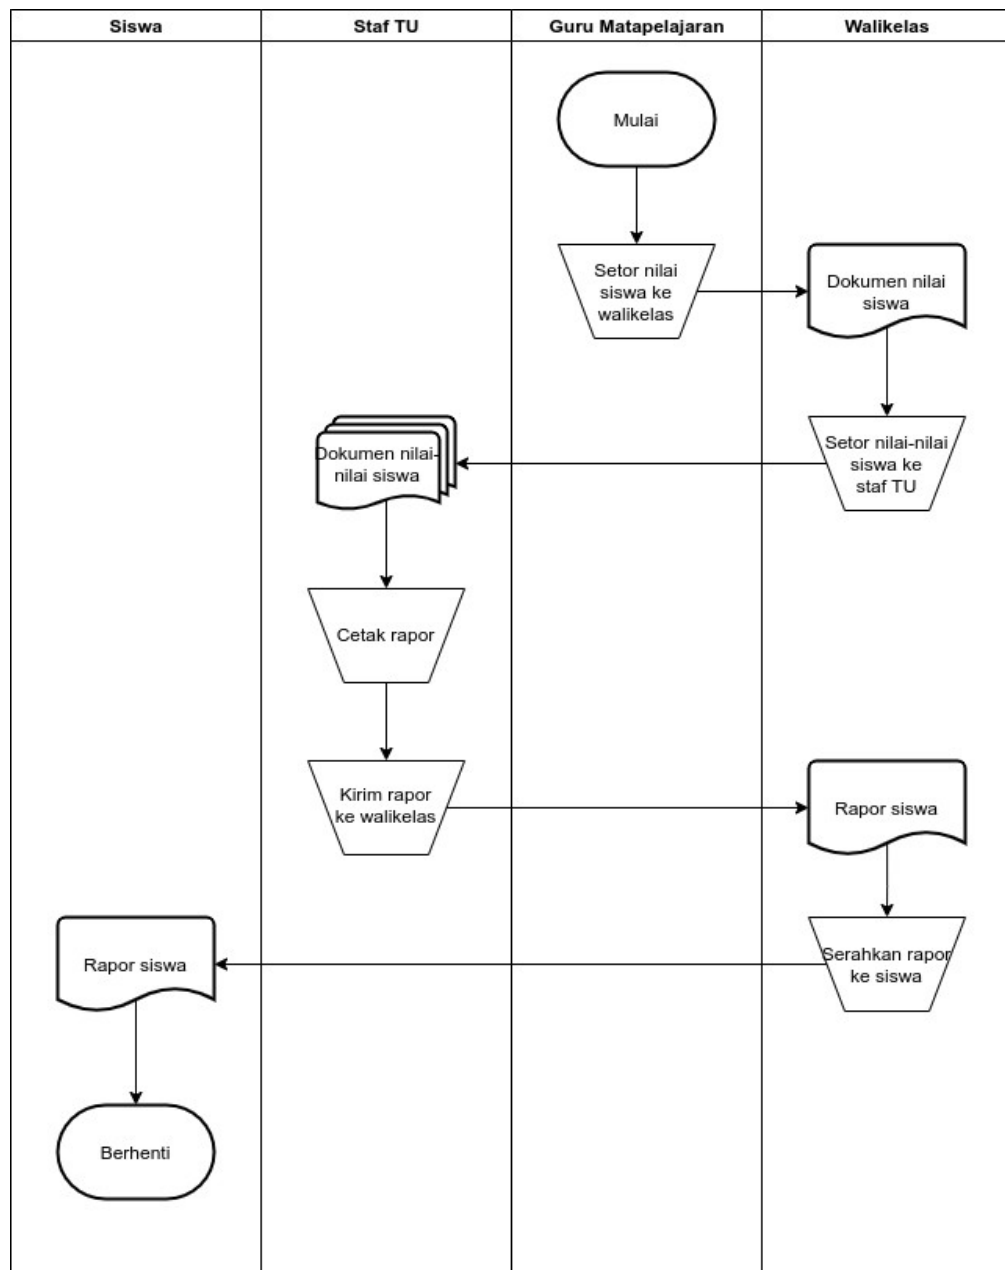 Siswa
Staf TU
Guru Matapelajaran
Walikelas
Mulai
Setor nilai
siswa ke
walikelas
Dokumen nilai
siswa
Setor nilai-nilai
siswa ke
staf TU
Dokumen nilai-
nilai siswa
Cetak rapor
Kirim rapor
ke walikelas
Rapor siswa
Serahkan rapor
ke siswa
Rapor siswa
Berhenti